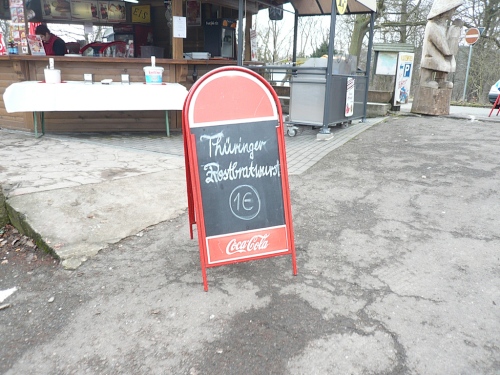 Thüringer
Rostbratwurst
1€
Coca-Cola